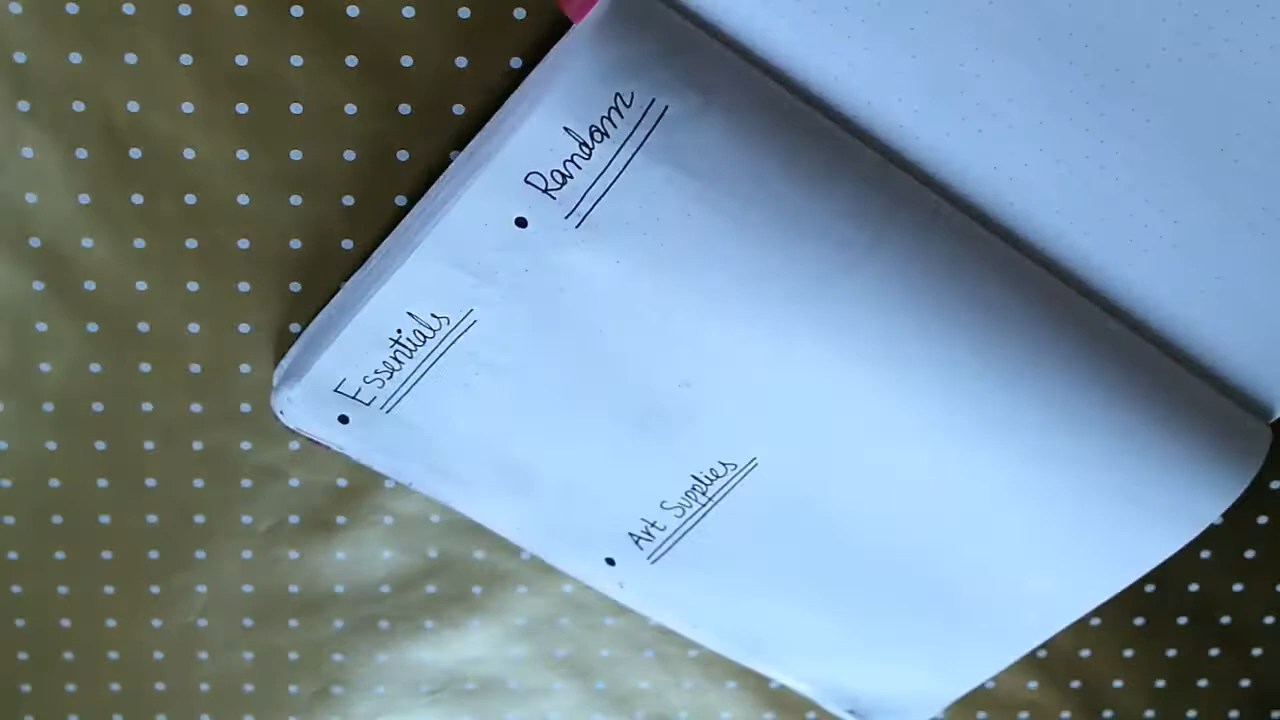 • Essentials
• Random
• Art Supplies